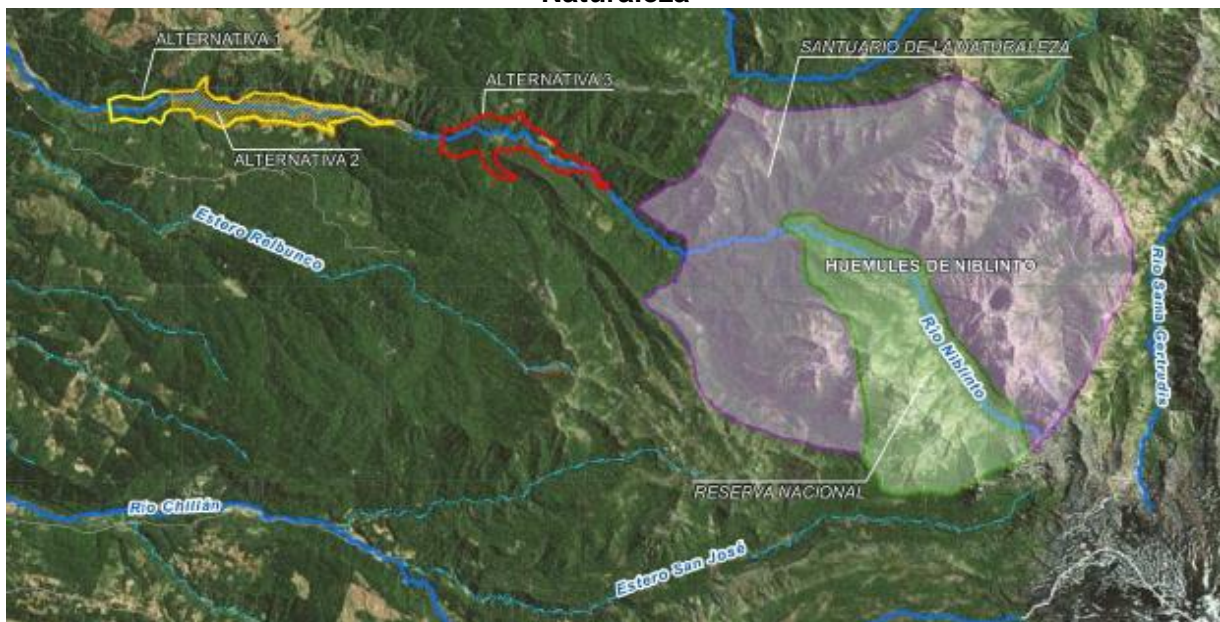 Naturaleza
ALTERNATIVA 1
SANTUARIO DE LA NATURALEZA
ALTERNATIVA 3
ALTERNATIVA 2
Estero Relbunco
HUEMULES DE NIBLINTO
Río Niblinto
Río Santa Gertrudis
RESERVA NACIONAL
Río Chillán
Estero San José